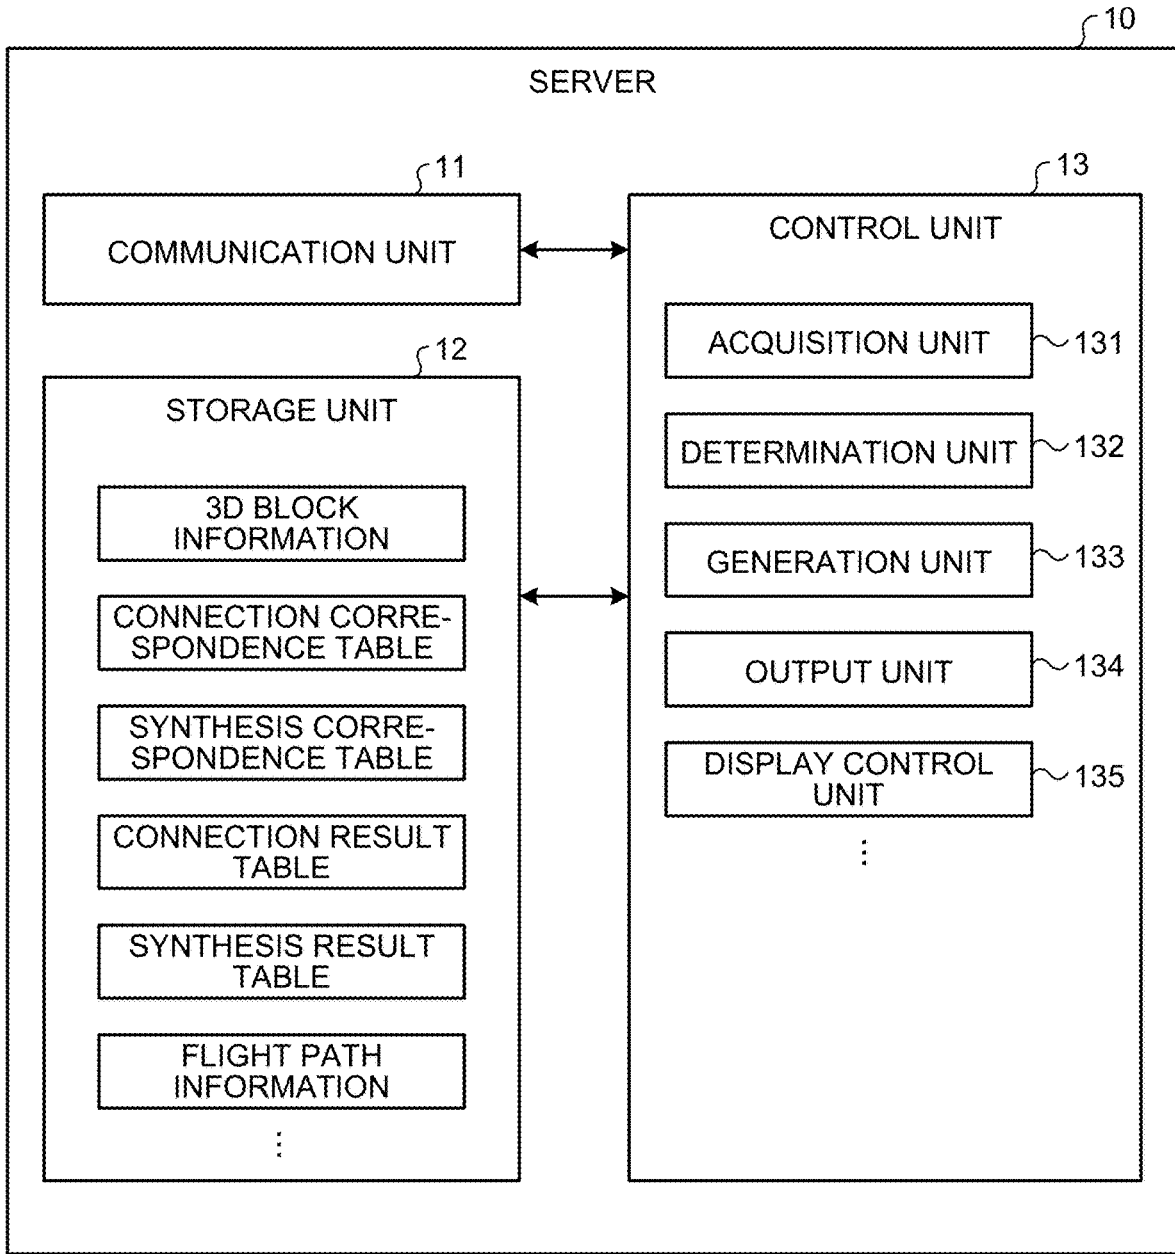 10
SERVER
11
COMMUNICATION UNIT
12
STORAGE UNIT
3D BLOCK
INFORMATION
CONNECTION CORRE-
SPONDENCE TABLE
SYNTHESIS CORRE-
SPONDENCE TABLE
CONNECTION RESULT
TABLE
SYNTHESIS RESULT
TABLE
FLIGHT PATH
INFORMATION
⋮
13
CONTROL UNIT
ACQUISITION UNIT
131
DETERMINATION UNIT
132
GENERATION UNIT
133
OUTPUT UNIT
134
DISPLAY CONTROL
UNIT
135
⋮